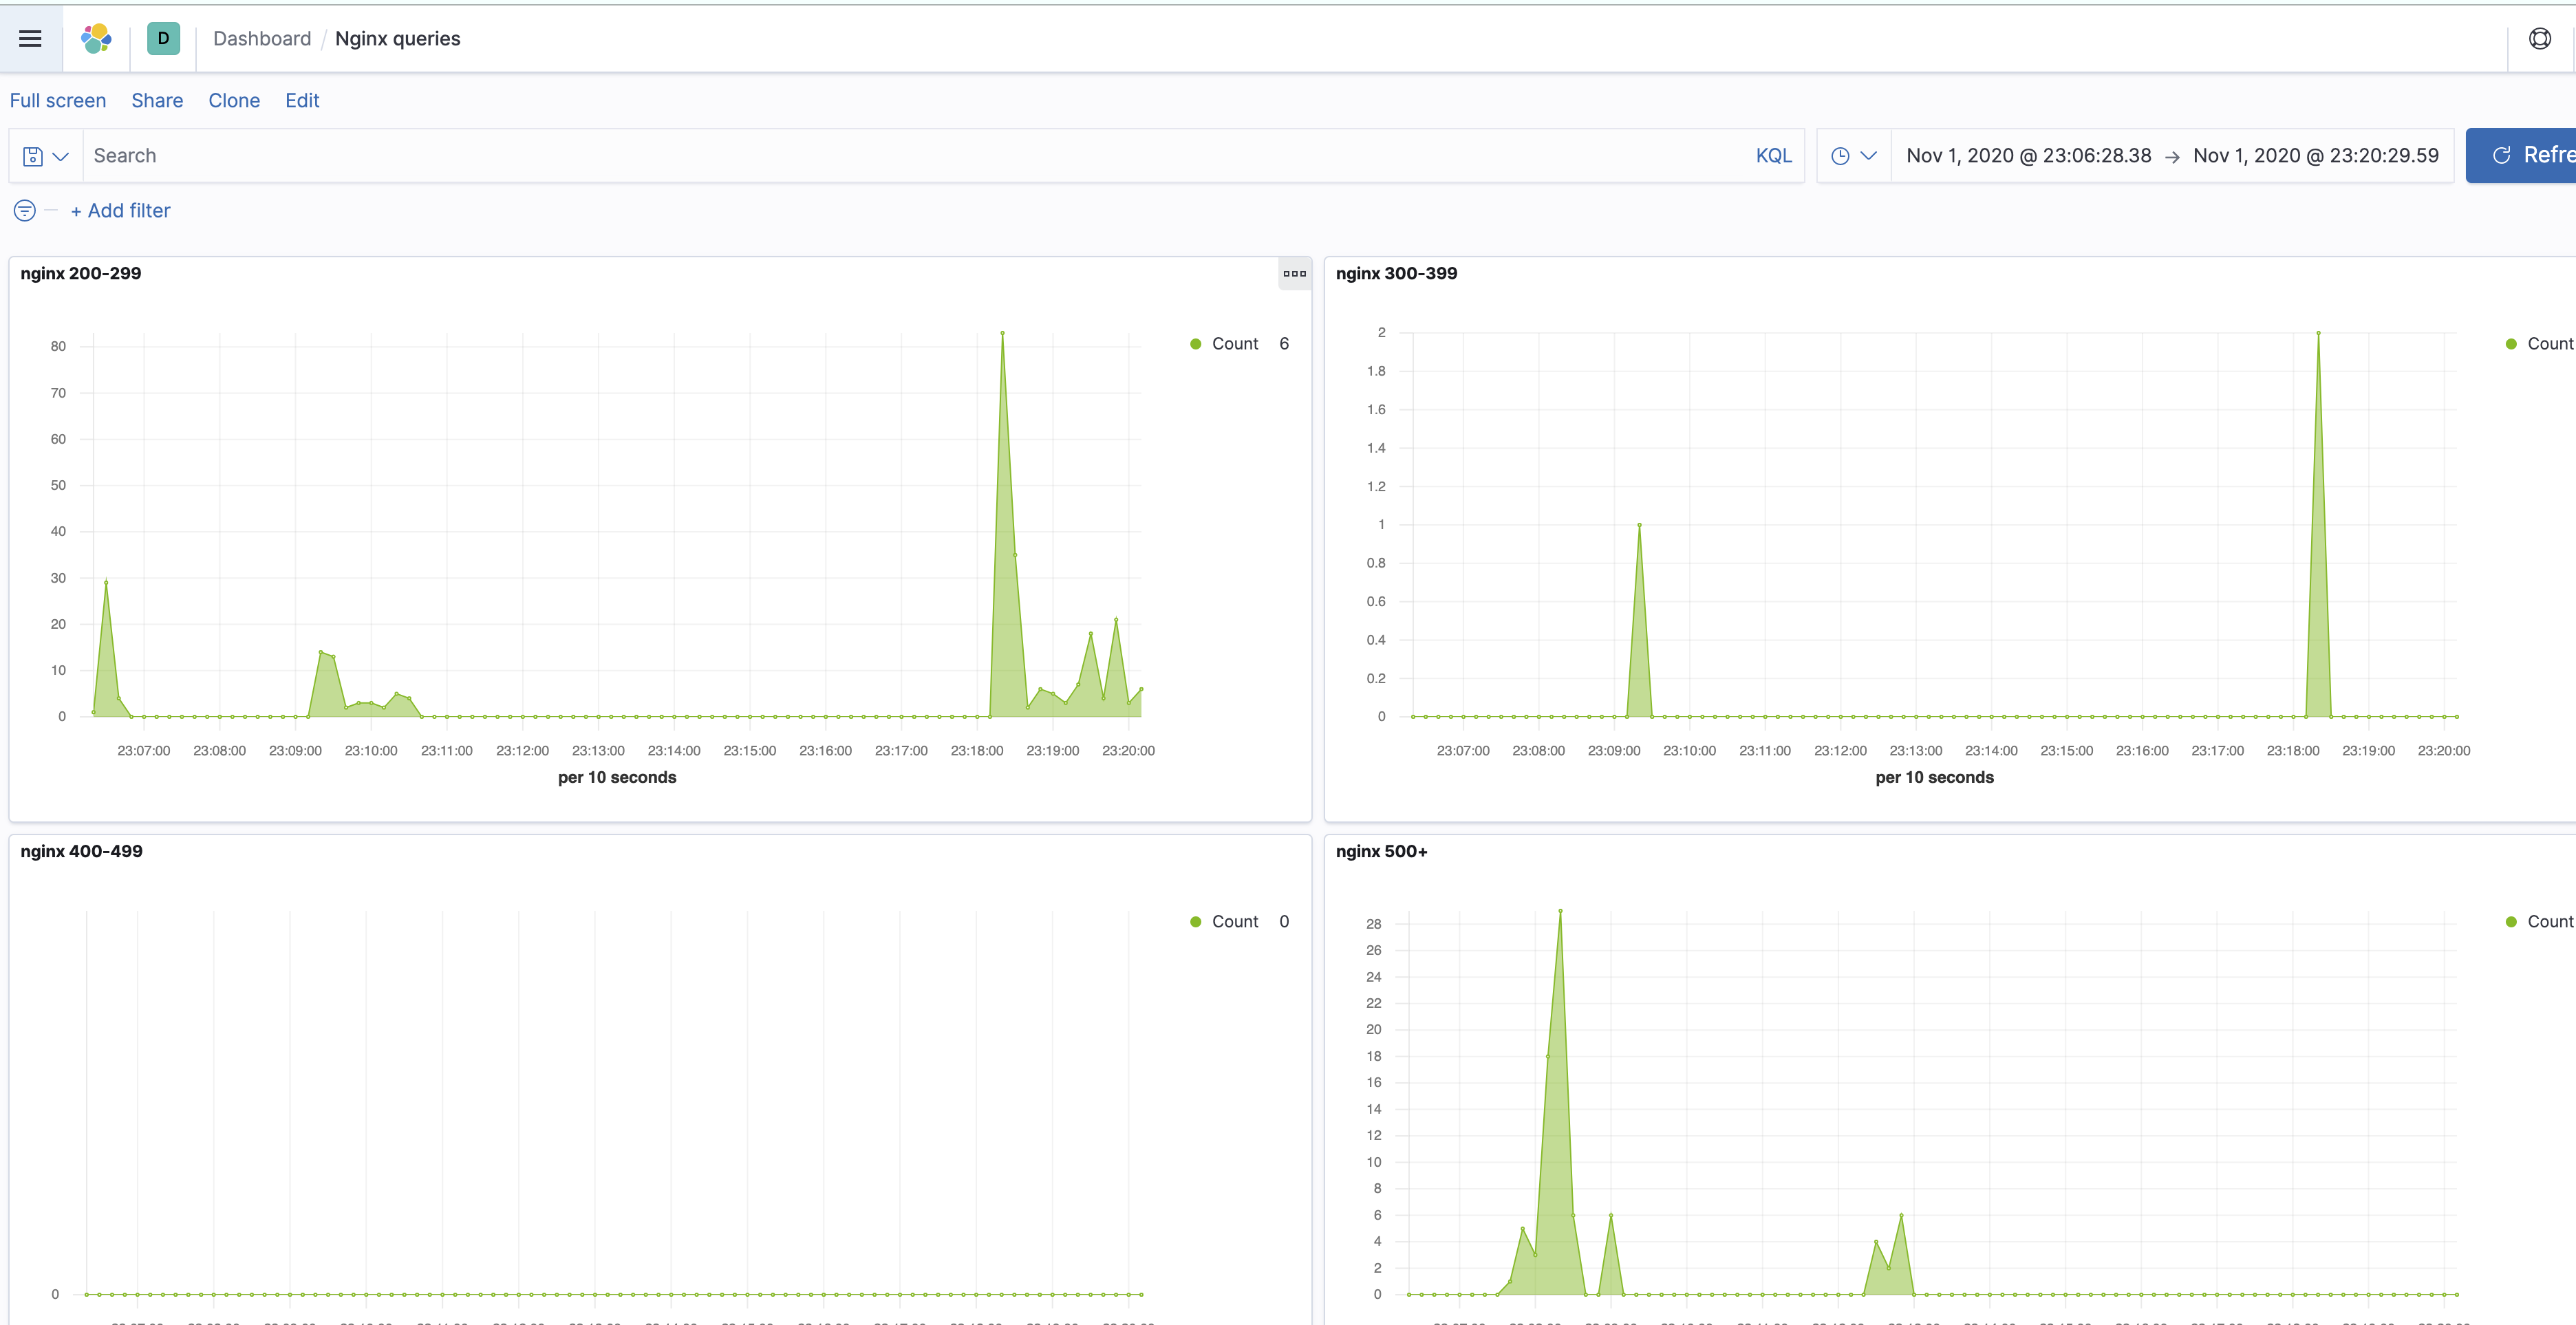 D Dashboard / Nginx queries
Full screen Share Clone Edit
Search KQL Nov 1, 2020 @ 23:06:28.38 → Nov 1, 2020 @ 23:20:29.59 Refre
+ Add filter
nginx 200-299
80
70
60
50
40
30
20
10
0
23:07:00 23:08:00 23:09:00 23:10:00 23:11:00 23:12:00 23:13:00 23:14:00 23:15:00 23:16:00 23:17:00 23:18:00 23:19:00 23:20:00
per 10 seconds
Count 6
nginx 300-399
2
1.8
1.6
1.4
1.2
1
0.8
0.6
0.4
0.2
0
23:07:00 23:08:00 23:09:00 23:10:00 23:11:00 23:12:00 23:13:00 23:14:00 23:15:00 23:16:00 23:17:00 23:18:00 23:19:00 23:20:00
per 10 seconds
Count
nginx 400-499
0
Count 0
nginx 500+
28
26
24
22
20
18
16
14
12
10
8
6
4
2
0
Count